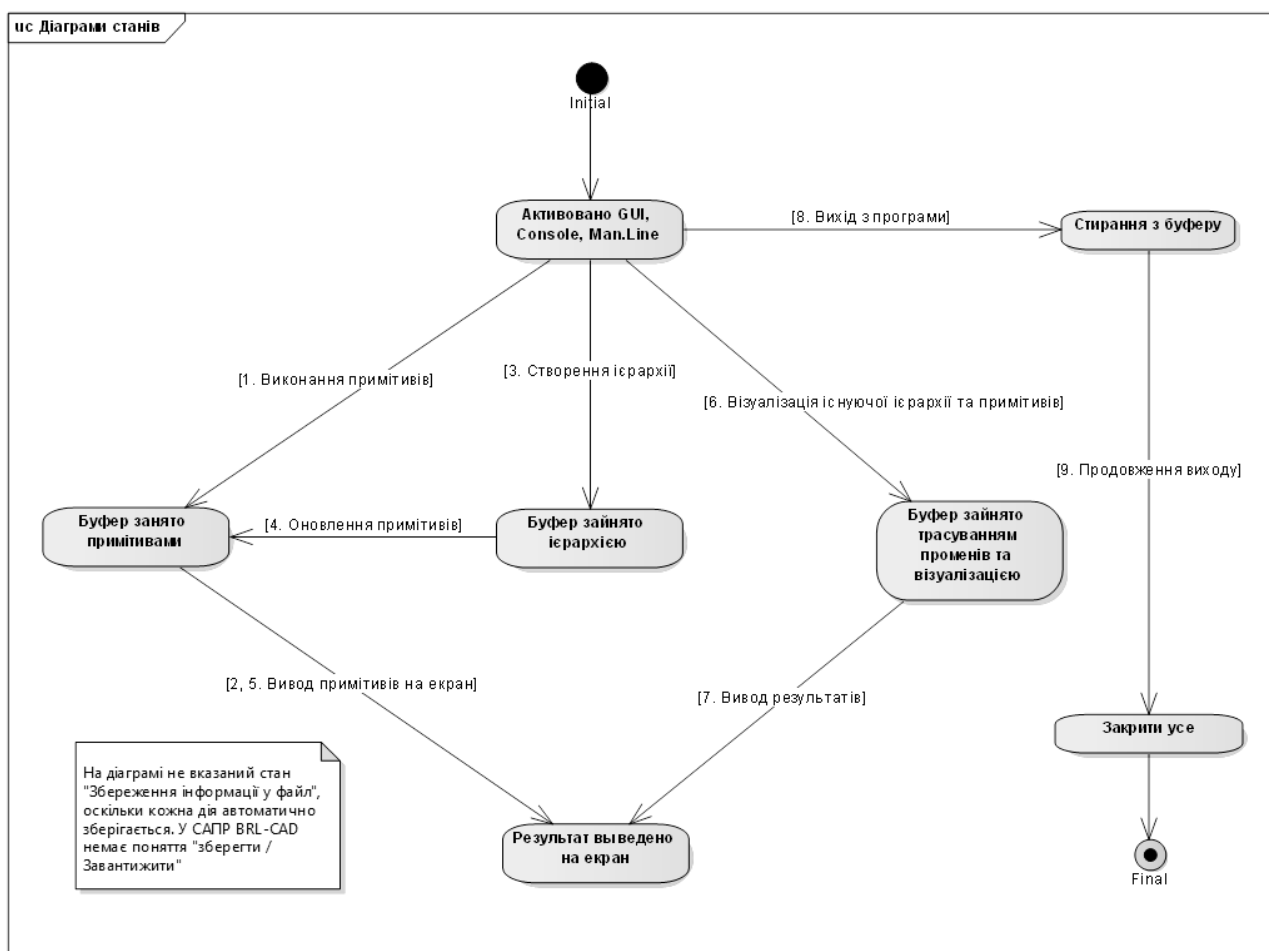 uc Діаграми станів
Initial
Активовано GUI,
Console, Man.Line
[8. Вихід з програми]
Стирання з буферу
[1. Виконання примітивів]
[3. Створення ієрархії]
[6. Візуалізація існуючої ієрархії та примітивів]
[9. Продовження виходу]
Буфер занято
примітивами
[4. Оновлення примітивів]
Буфер зайнято
ієрархією
Буфер зайнято
трасуванням
променів та
візуалізацією
[2, 5. Вивод примітивів на екран]
[7. Вивод результатів]
Закрити усе
На діаграмі не вказаний стан
"Збереження інформації у файл",
оскільки кожна дія автоматично
зберігається. У САПР BRL-CAD
немає поняття "зберегти /
Завантижити"
Результат выведено
на екран
Final